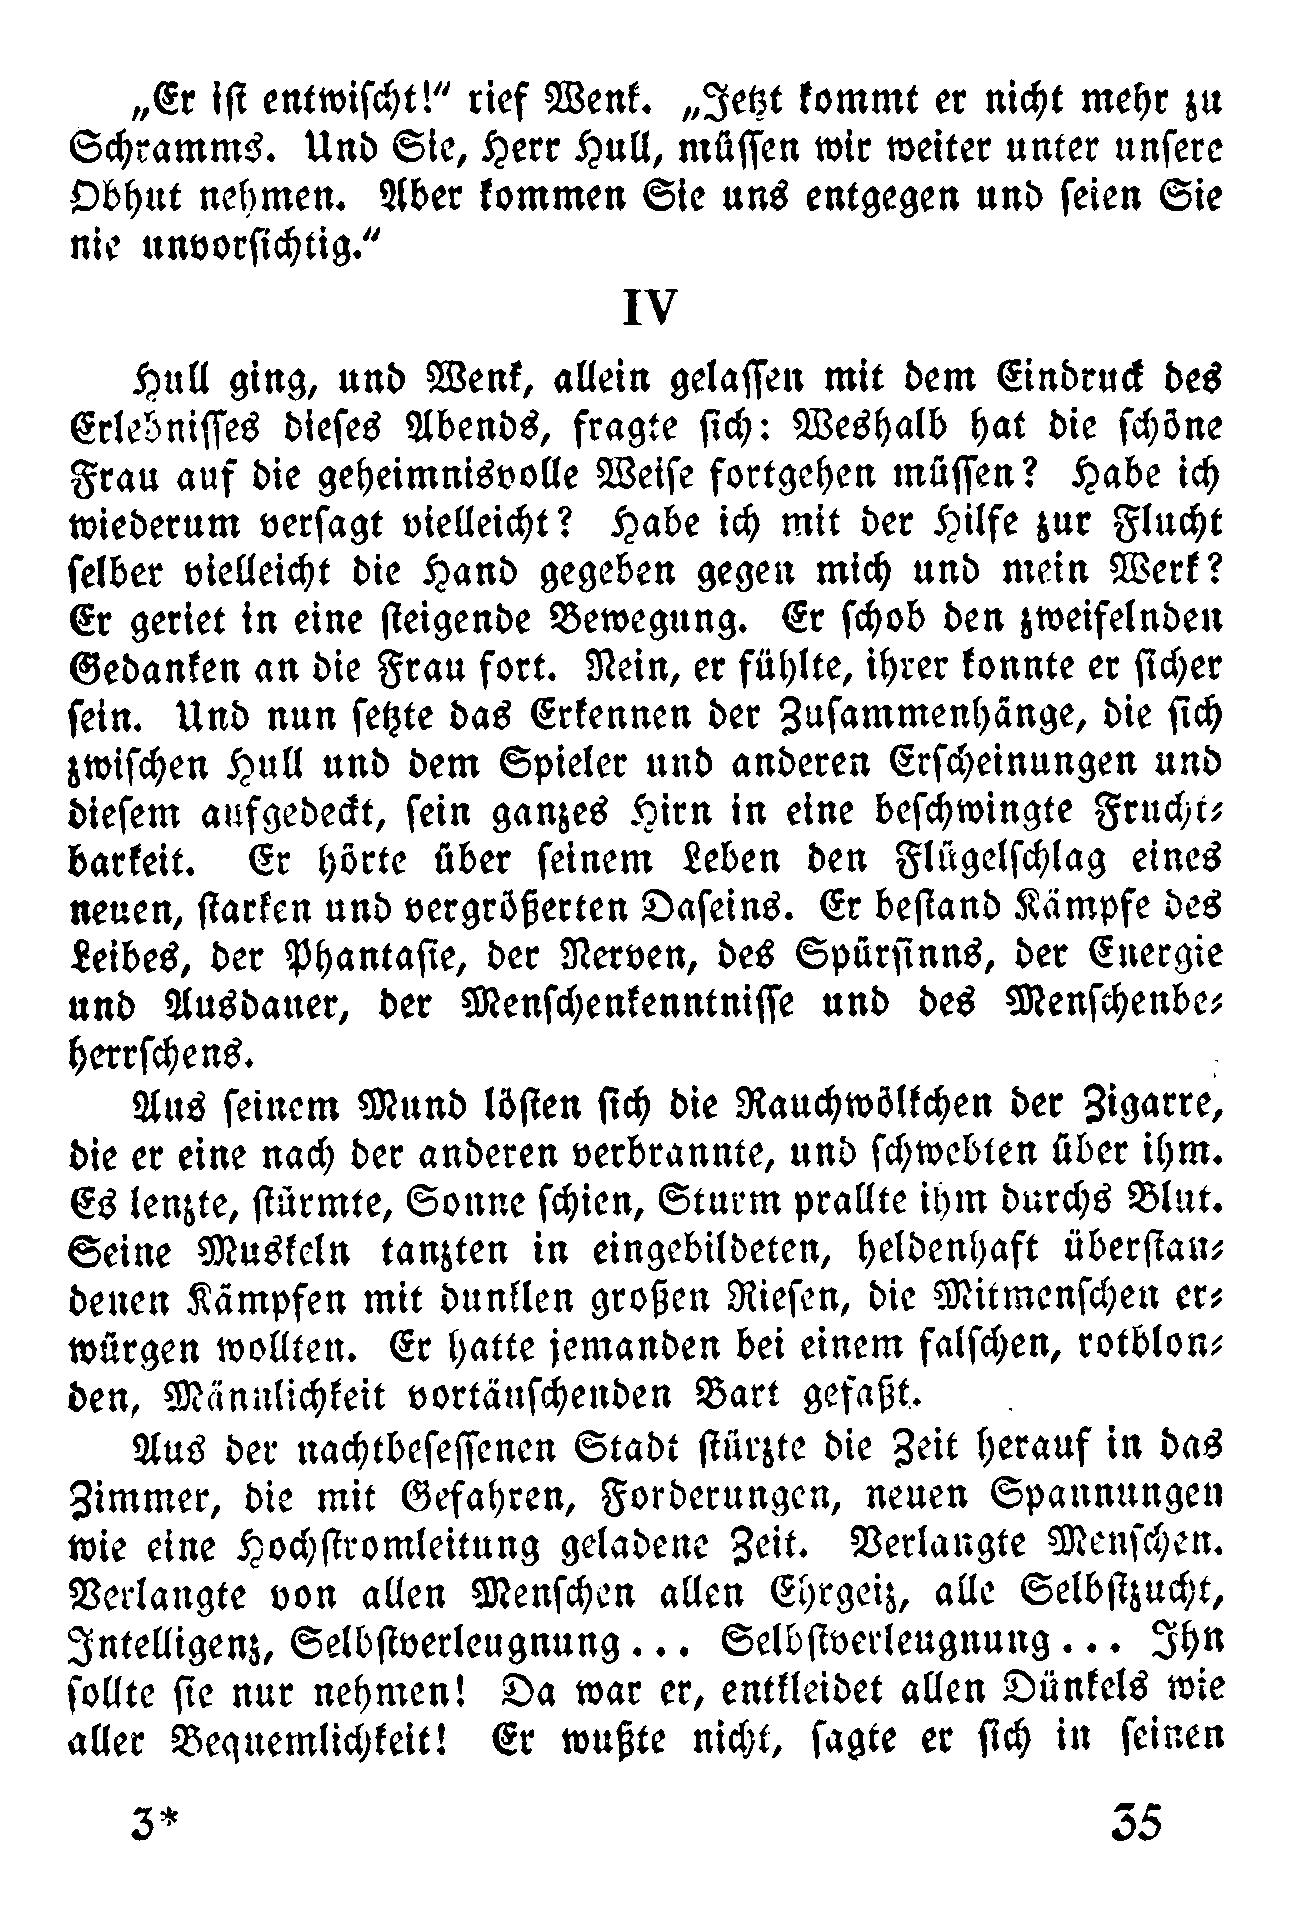 „Er ist entwischt!“ rief Wenk. „Jetzt kommt er nicht mehr zu
Schramms. Und Sie, Herr Hull, müssen wir weiter unter unsere
Obhut nehmen. Aber kommen Sie uns entgegen und seien Sie
nie unvorsichtig.“
IV
Hull ging, und Wenk, allein gelassen mit dem Eindruck des
Erlebnisses dieses Abends, fragte sich: Weshalb hat die schöne
Frau auf die geheimnisvolle Weise fortgehen müssen? Habe ich
wiederum versagt vielleicht? Habe ich mit der Hilfe zur Flucht
selber vielleicht die Hand gegeben gegen mich und mein Werk?
Er geriet in eine steigende Bewegung. Er schob den zweifelnden
Gedanken an die Frau fort. Nein, er fühlte, ihrer konnte er sicher
sein. Und nun setzte das Erkennen der Zusammenhänge, die sich
zwischen Hull und dem Spieler und anderen Erscheinungen und
diesem aufgedeckt, sein ganzes Hirn in eine beschwingte Frucht-
barkeit. Er hörte über seinem Leben den Flügelschlag eines
neuen, starken und vergrößerten Daseins. Er bestand Kämpfe des
Leibes, der Phantasie, der Nerven, des Spürsinns, der Energie
und Ausdauer, der Menschenkenntnisse und des Menschenbe-
herrschens.
Aus seinem Mund lösten sich die Rauchwölkchen der Zigarre,
die er eine nach der anderen verbrannte, und schwebten über ihm.
Es lenzte, stürmte, Sonne schien, Sturm prallte ihm durchs Blut.
Seine Muskeln tanzten in eingebildeten, heldenhaft überstan-
denen Kämpfen mit dunklen großen Riesen, die Mitmenschen er-
würgen wollten. Er hatte jemanden bei einem falschen, rotblon-
den, Männlichkeit vortäuschenden Bart gefaßt.
Aus der nachtbesessenen Stadt stürzte die Zeit herauf in das
Zimmer, die mit Gefahren, Forderungen, neuen Spannungen
wie eine Hochstromleitung geladene Zeit. Verlangte Menschen.
Verlangte von allen Menschen allen Ehrgeiz, alle Selbstzucht,
Intelligenz, Selbstverleugnung... Selbstverleugnung... Ihn
sollte sie nur nehmen! Da war er, entkleidet allen Dünkels wie
aller Bequemlichkeit! Er wußte nicht, sagte er sich in seinen
3*
35